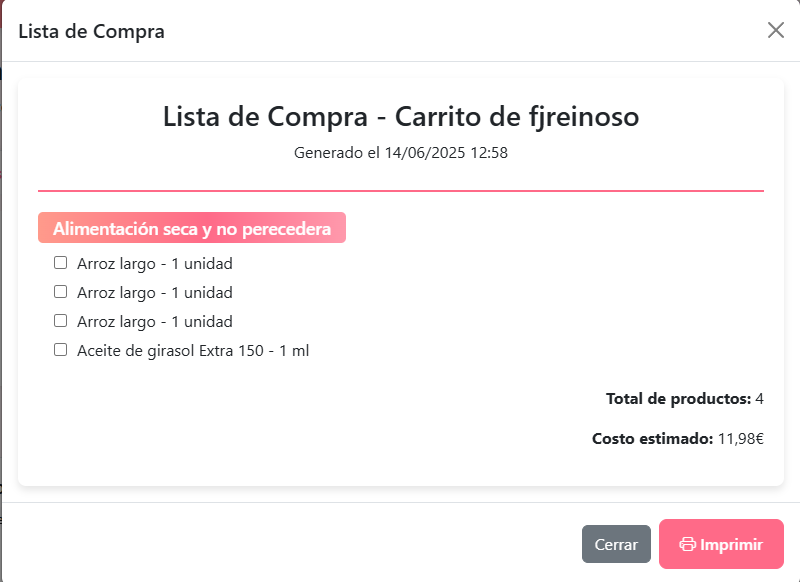 Lista de Compra
Lista de Compra - Carrito de fjreinoso
Generado el 14/06/2025 12:58
Alimentación seca y no perecedera
Arroz largo - 1 unidad
Arroz largo - 1 unidad
Arroz largo - 1 unidad
Aceite de girasol Extra 150 - 1 ml
Total de productos: 4
Costo estimado: 11,98€
Cerrar
Imprimir